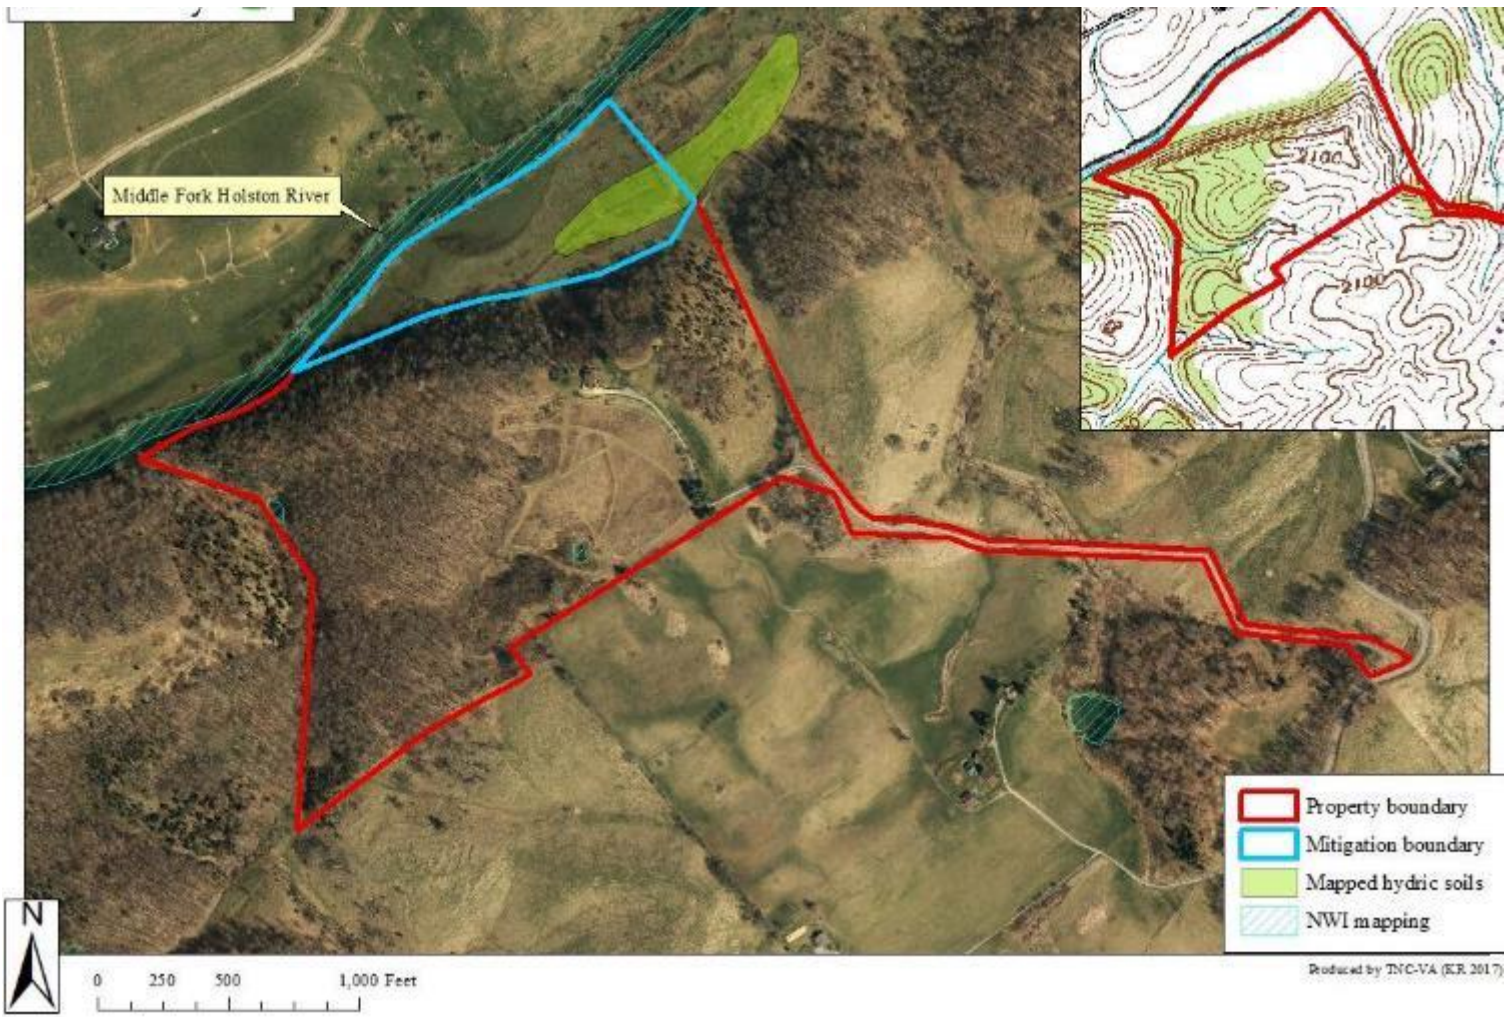 Middle Fork Holston River
2100
2100
Property boundary
Mitigation boundary
Mapped hydric soils
NWI mapping
N
0 250 500 1,000 Feet
Produced by TNC-VA (KR 2017)